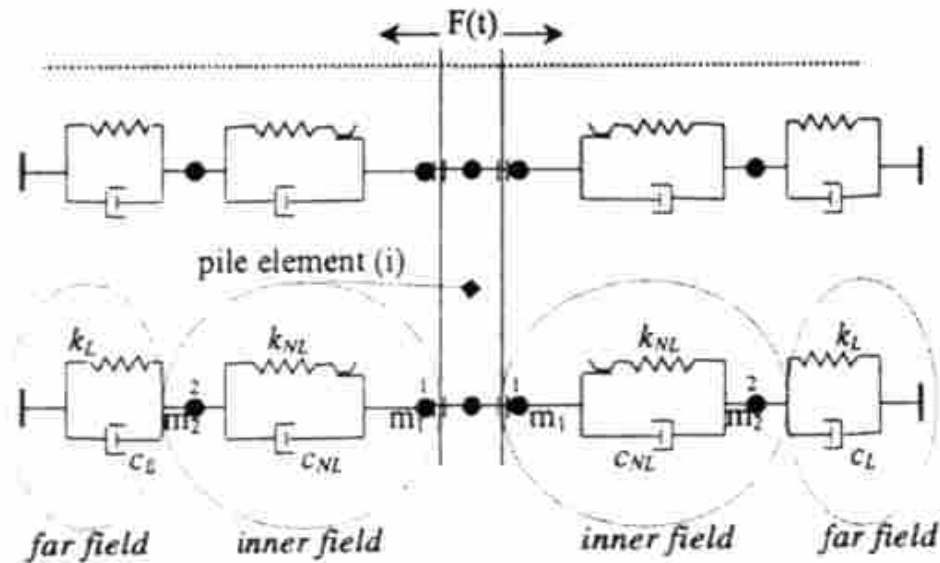 F(t)
pile element (i)
k_L k_NL k_NL k_L
2 1 1 2
m_2 m_1 m_1 m_2
c_L c_NL c_NL c_L
far field inner field inner field far field